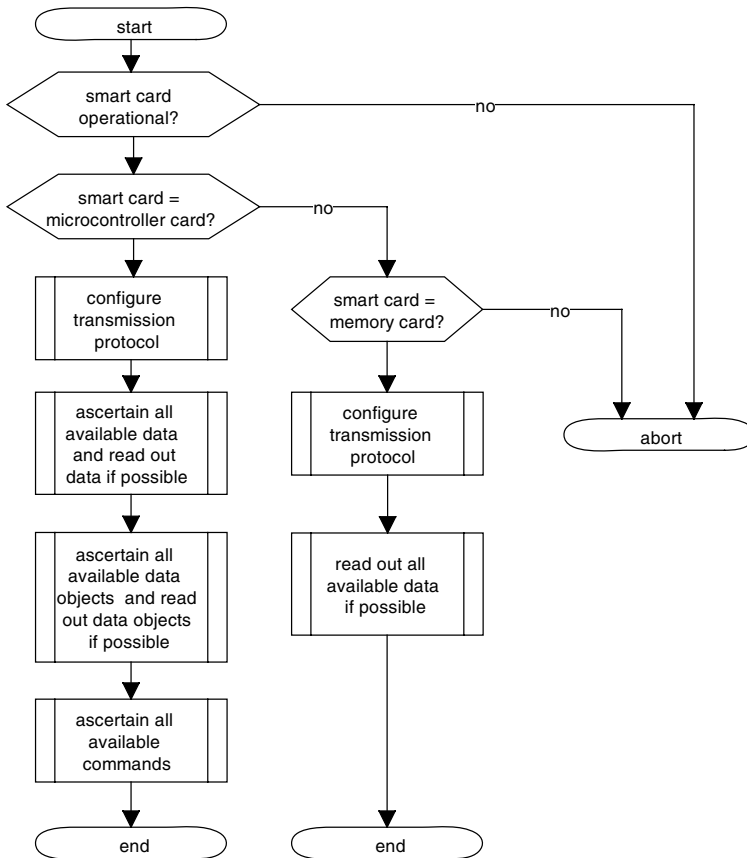 start
smart card
operational?
no
smart card =
microcontroller card?
no
configure
transmission
protocol
smart card =
memory card?
no
ascertain all
available data
and read out
data if possible
configure
transmission
protocol
abort
ascertain all
available data
objects and read
out data objects
if possible
read out all
available data
if possible
ascertain all
available
commands
end
end